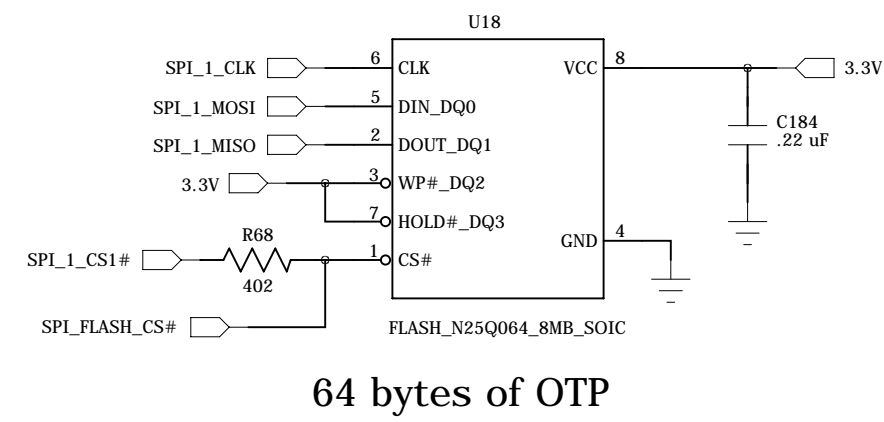 U18
SPI_1_CLK 6 CLK VCC 8 3.3V
SPI_1_MOSI 5 DIN_DQ0
C184
.22 uF
SPI_1_MISO 2 DOUT_DQ1
3.3V 3 WP#_DQ2
7 HOLD#_DQ3
R68
GND 4
SPI_1_CS1# 1 CS#
402
SPI_FLASH_CS#
FLASH_N25Q064_8MB_SOIC
64 bytes of OTP